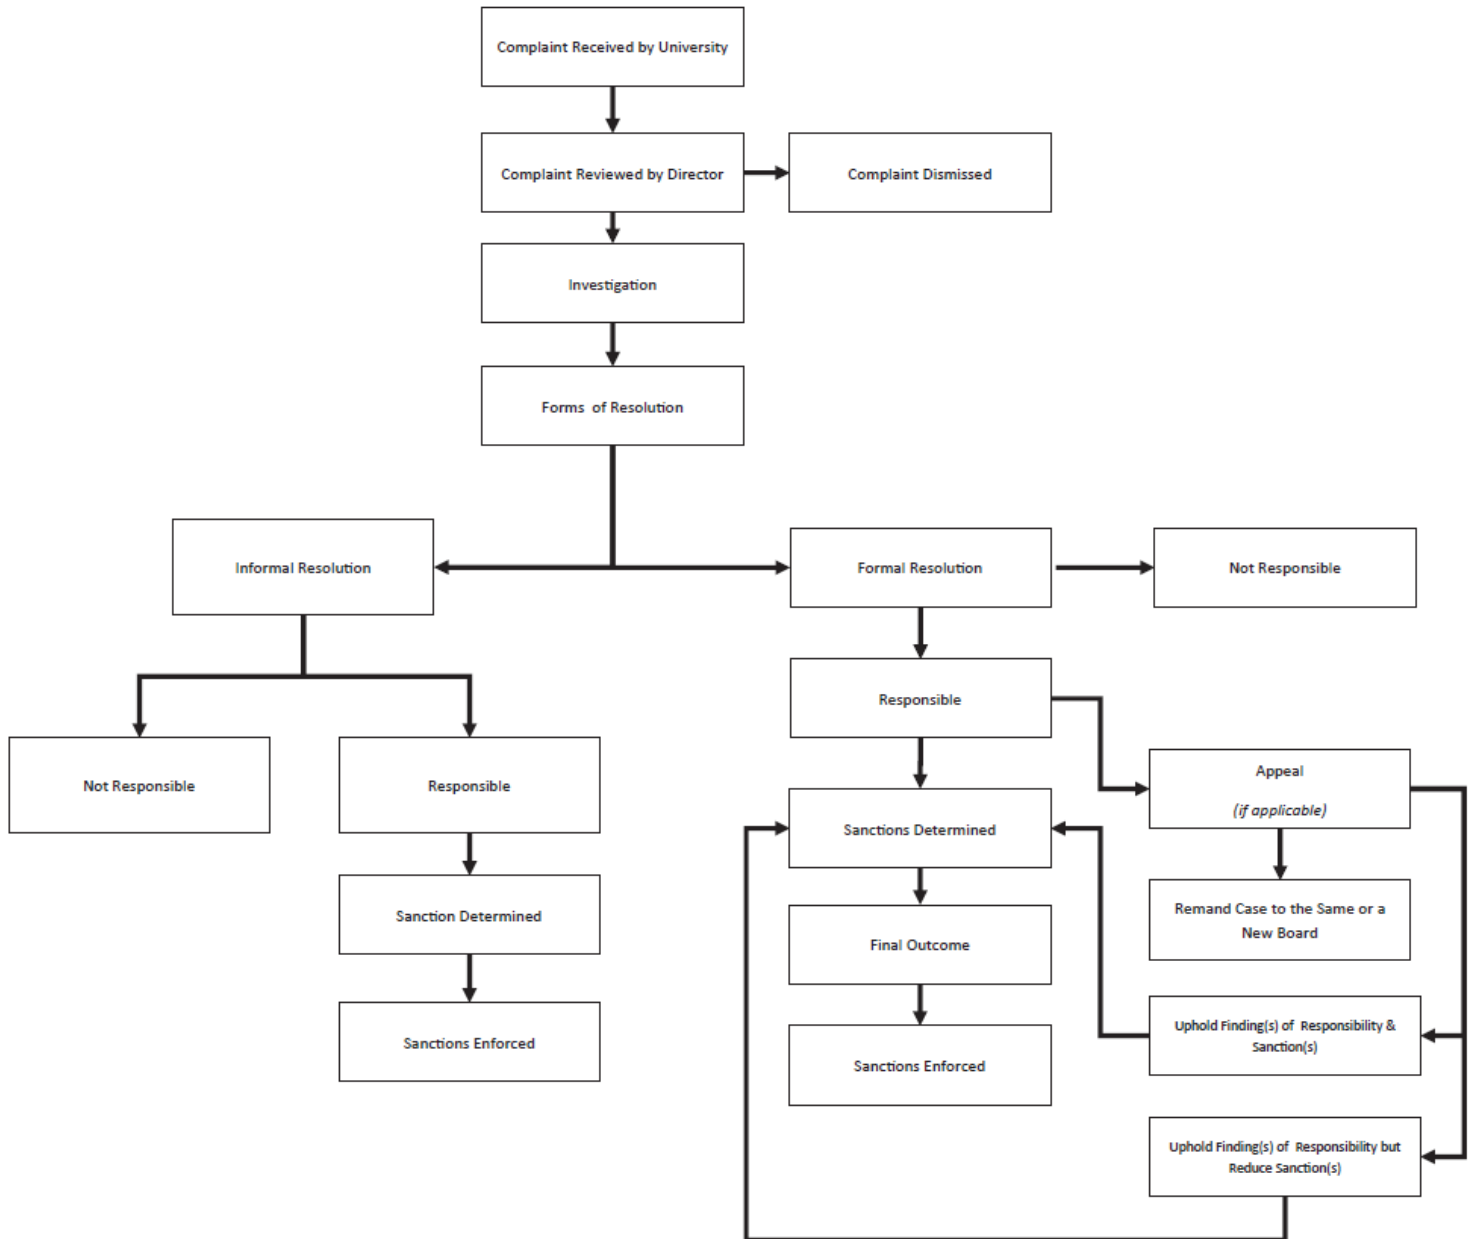 Complaint Received by University
Complaint Reviewed by Director
Complaint Dismissed
Investigation
Forms of Resolution
Informal Resolution
Formal Resolution
Not Responsible
Responsible
Not Responsible
Responsible
Appeal
(if applicable)
Sanctions Determined
Sanction Determined
Remand Case to the Same or a
New Board
Final Outcome
Sanctions Enforced
Uphold Finding(s) of Responsibility &
Sanction(s)
Sanctions Enforced
Uphold Finding(s) of Responsibility but
Reduce Sanction(s)